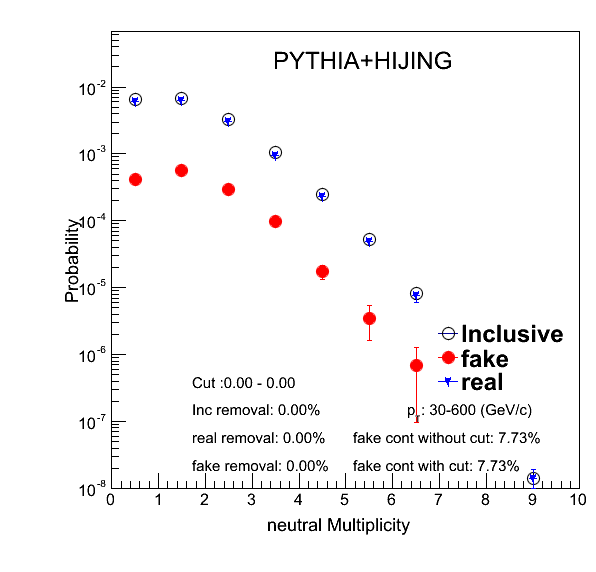 PYTHIA+HIJING
10^-2
10^-3
10^-4
10^-5
10^-6
10^-7
10^-8
Probability
Inclusive
fake
real
Cut :0.00 - 0.00
Inc removal: 0.00%
p_T: 30-600 (GeV/c)
real removal: 0.00%
fake cont without cut: 7.73%
fake removal: 0.00%
fake cont with cut: 7.73%
0 1 2 3 4 5 6 7 8 9 10
neutral Multiplicity